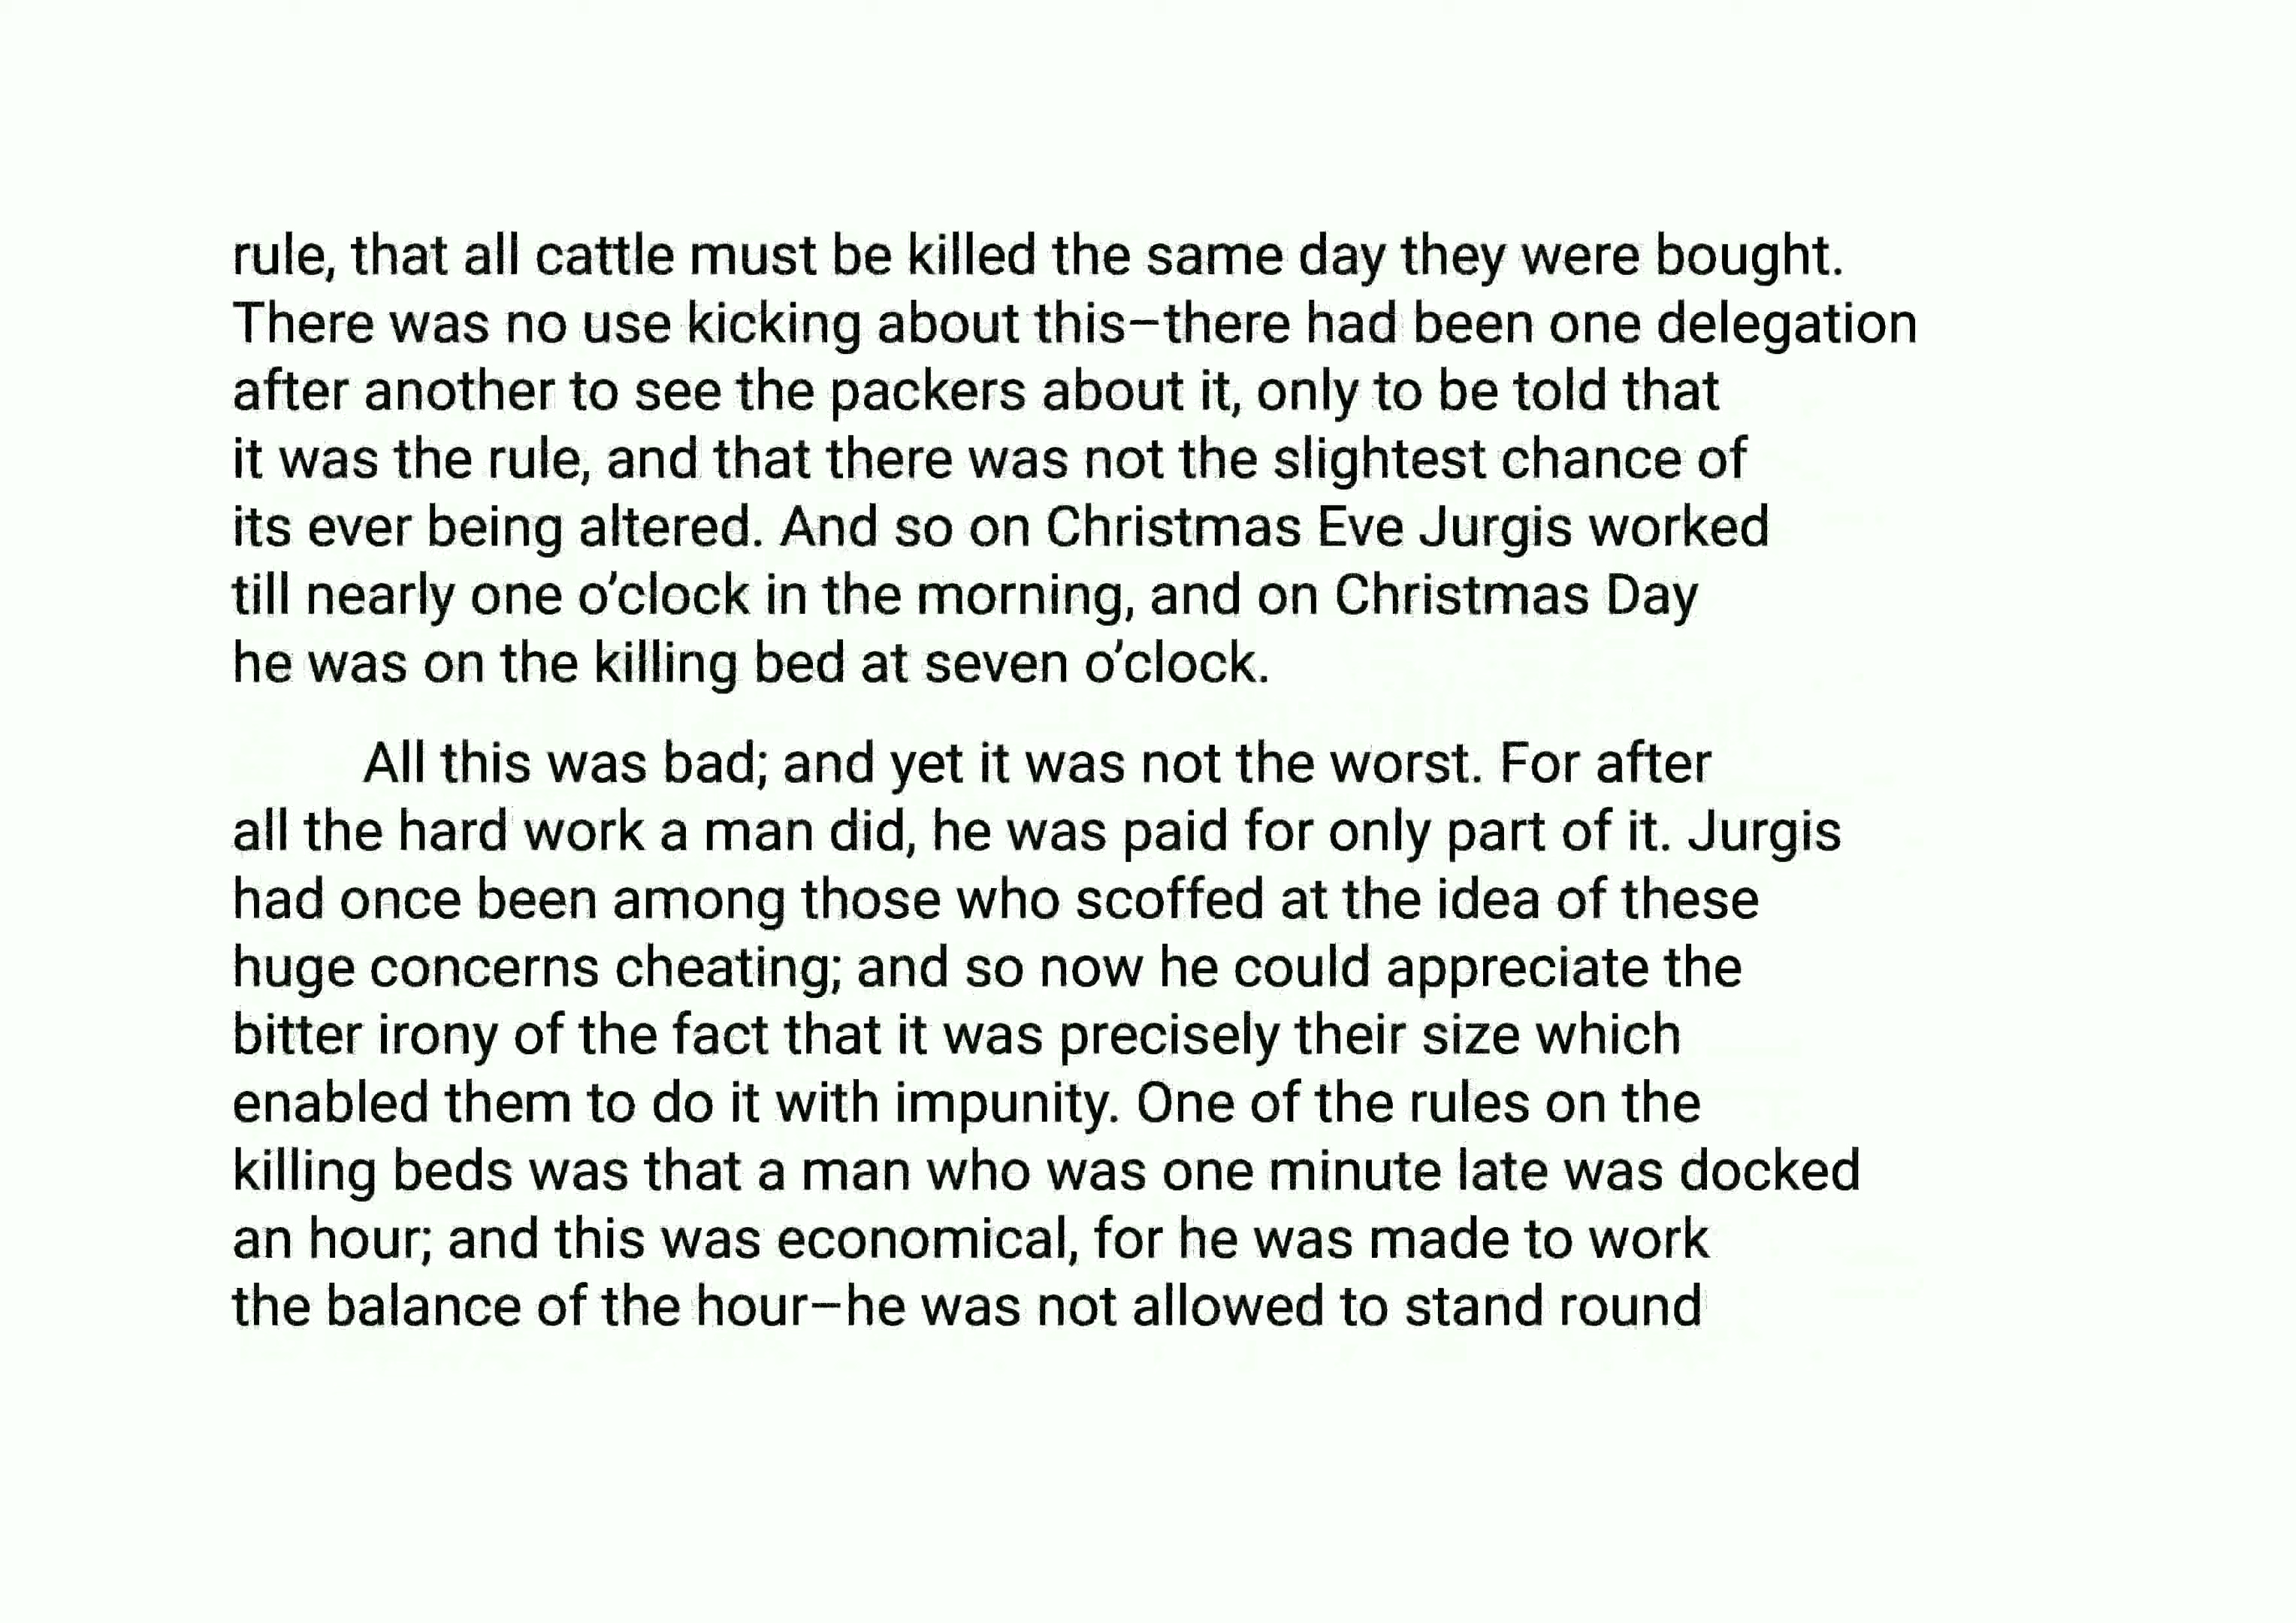 rule, that all cattle must be killed the same day they were bought.
There was no use kicking about this–there had been one delegation
after another to see the packers about it, only to be told that
it was the rule, and that there was not the slightest chance of
its ever being altered. And so on Christmas Eve Jurgis worked
till nearly one o’clock in the morning, and on Christmas Day
he was on the killing bed at seven o’clock.
All this was bad; and yet it was not the worst. For after
all the hard work a man did, he was paid for only part of it. Jurgis
had once been among those who scoffed at the idea of these
huge concerns cheating; and so now he could appreciate the
bitter irony of the fact that it was precisely their size which
enabled them to do it with impunity. One of the rules on the
killing beds was that a man who was one minute late was docked
an hour; and this was economical, for he was made to work
the balance of the hour–he was not allowed to stand round